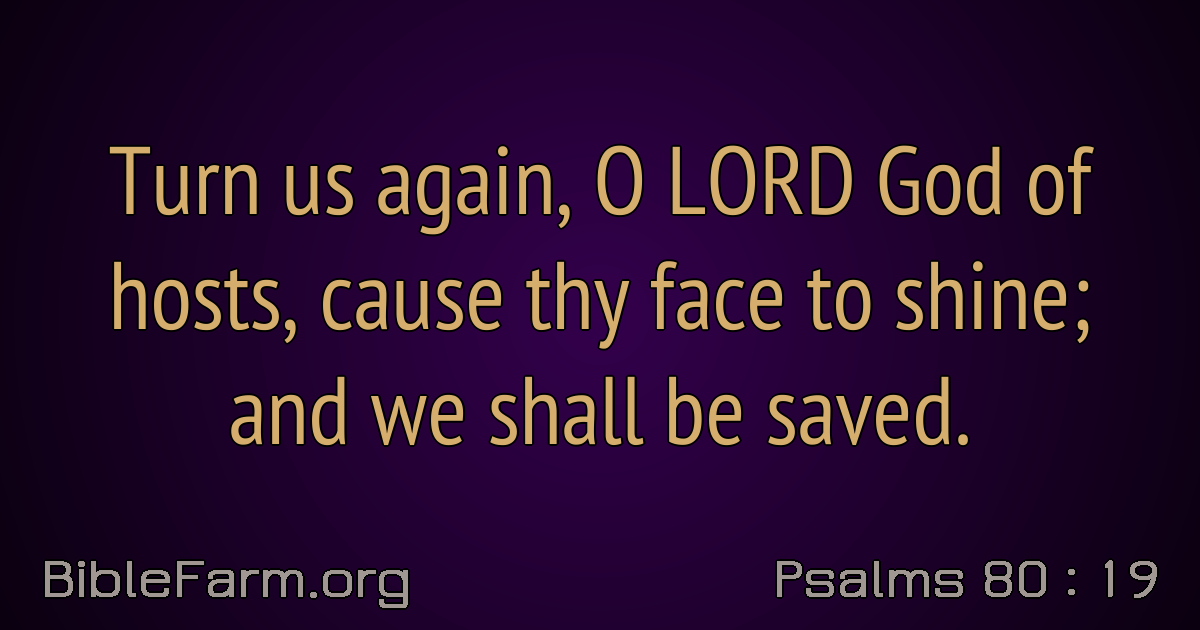 Turn us again, O LORD God of
hosts, cause thy face to shine;
and we shall be saved.
BibleFarm.org
Psalms 80 : 19